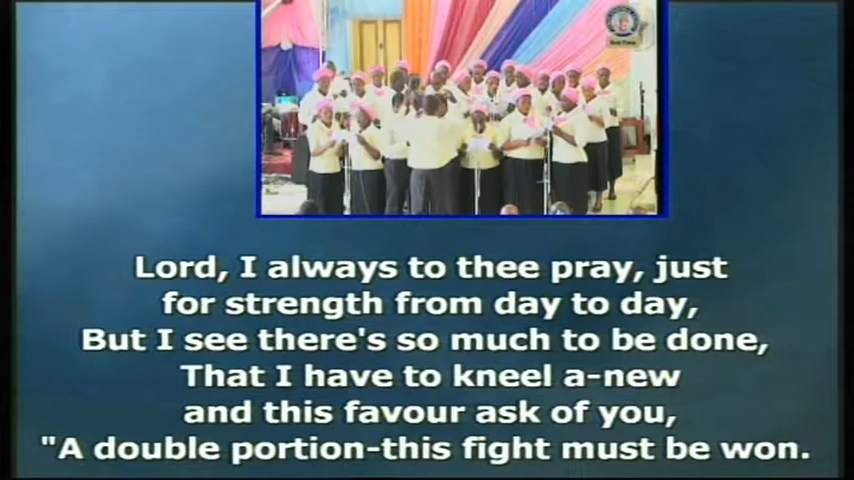 Lord, I always to thee pray, just
for strength from day to day,
But I see there's so much to be done,
That I have to kneel a-new
and this favour ask of you,
"A double portion-this fight must be won.